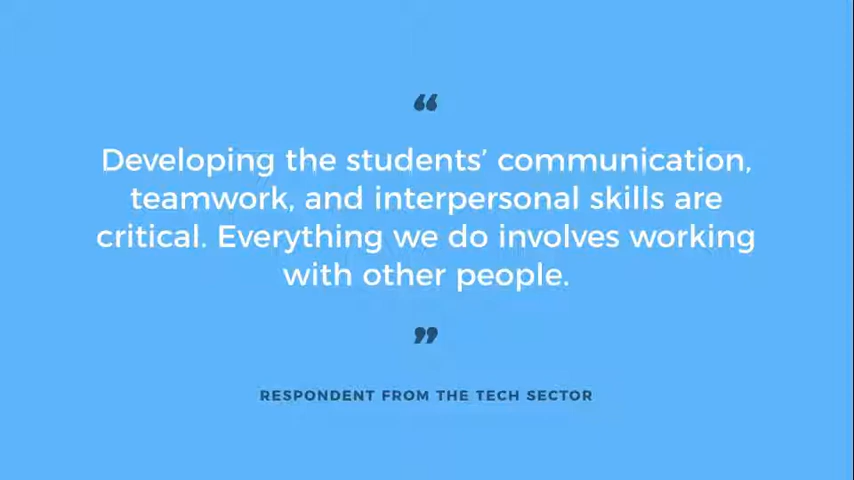 “
Developing the students’ communication,
teamwork, and interpersonal skills are
critical. Everything we do involves working
with other people.
”
RESPONDENT FROM THE TECH SECTOR